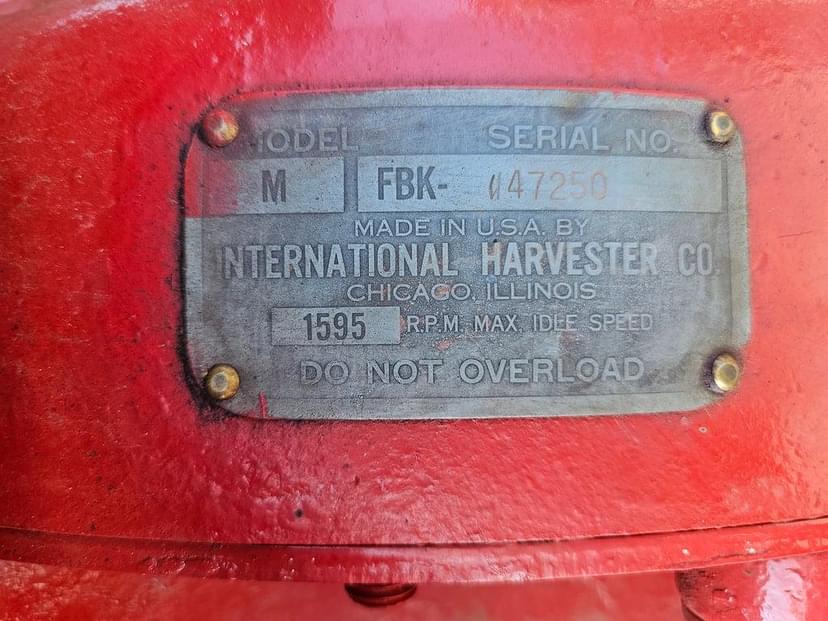 MODEL SERIAL NO.
M FBK- 147250
MADE IN U.S.A. BY
INTERNATIONAL HARVESTER CO.
CHICAGO, ILLINOIS
1595 R.P.M. MAX. IDLE SPEED
DO NOT OVERLOAD